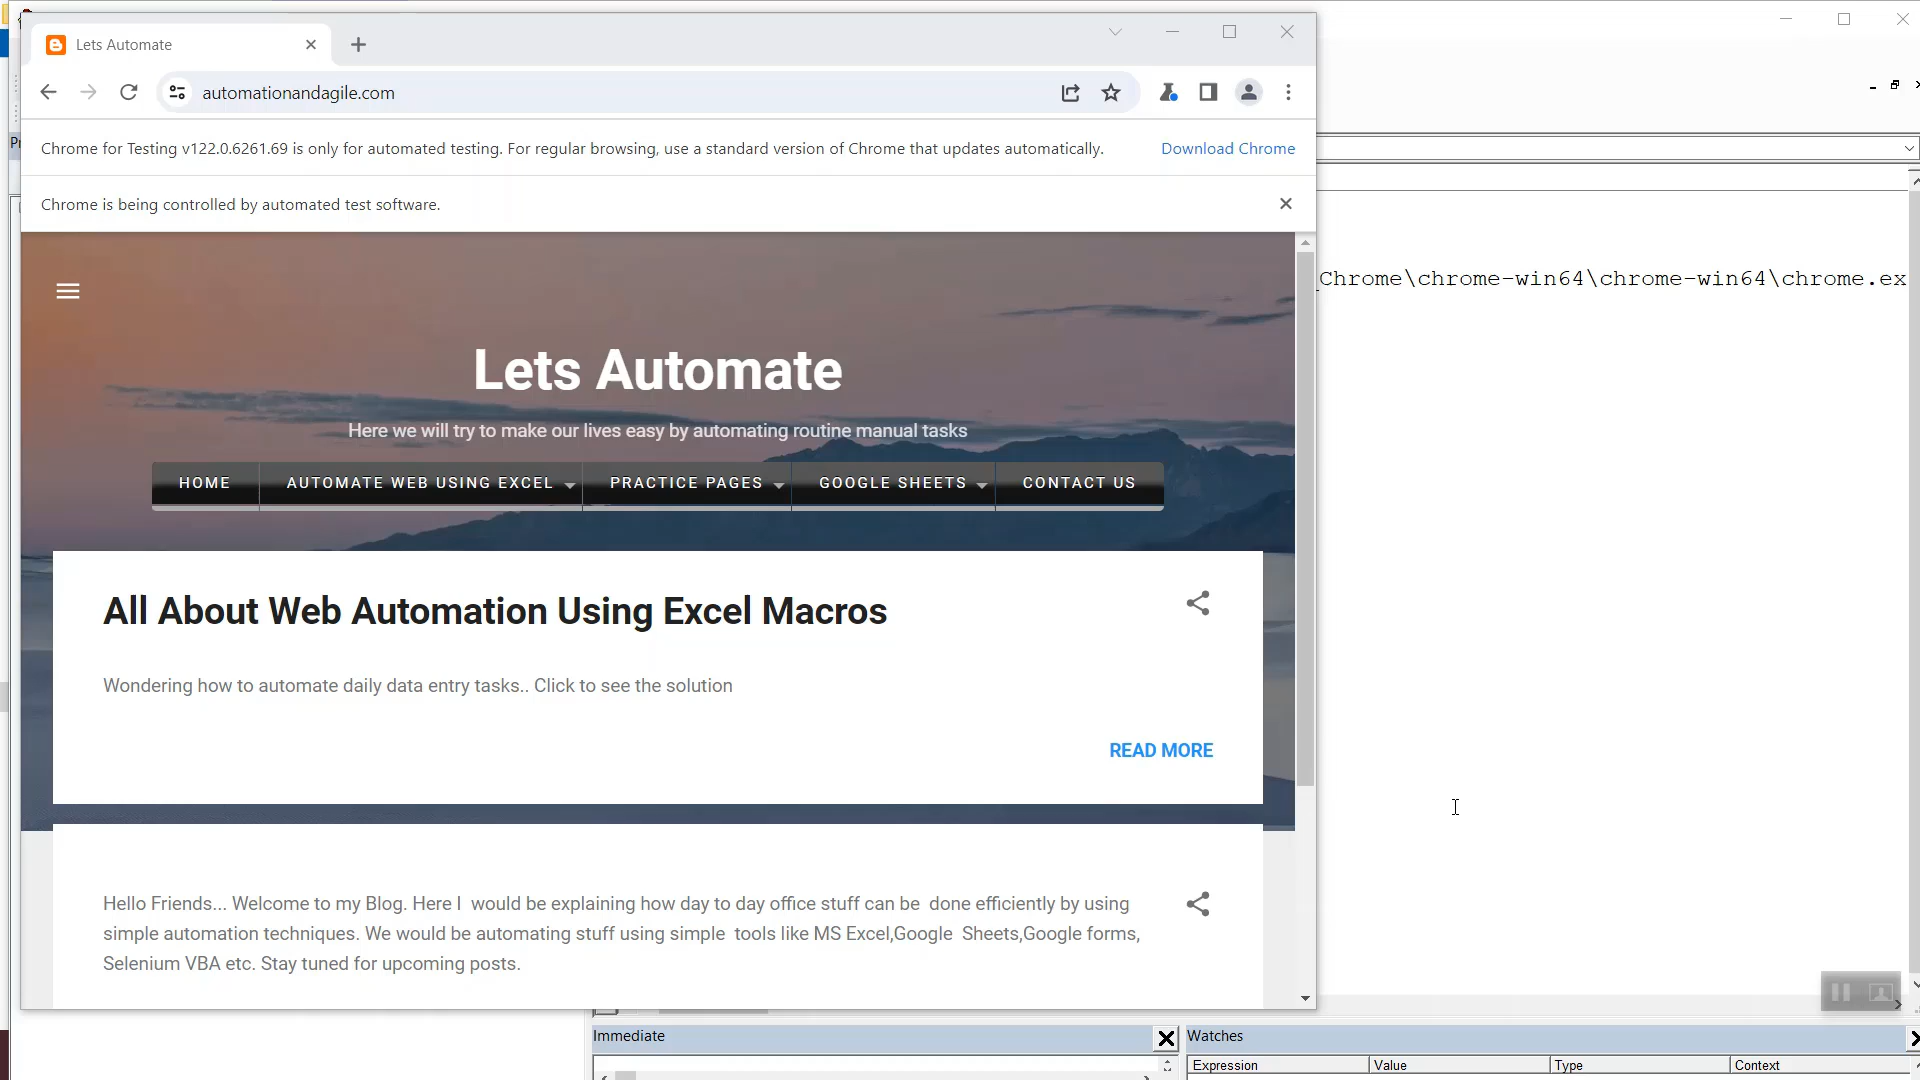 Lets Automate
automationandagile.com
Chrome for Testing v122.0.6261.69 is only for automated testing. For regular browsing, use a standard version of Chrome that updates automatically. Download Chrome
Chrome is being controlled by automated test software.
_Chrome\chrome-win64\chrome-win64\chrome.ex
Lets Automate
Here we will try to make our lives easy by automating routine manual tasks
HOME AUTOMATE WEB USING EXCEL PRACTICE PAGES GOOGLE SHEETS CONTACT US
All About Web Automation Using Excel Macros
Wondering how to automate daily data entry tasks.. Click to see the solution
READ MORE
Hello Friends... Welcome to my Blog. Here I would be explaining how day to day office stuff can be done efficiently by using
simple automation techniques. We would be automating stuff using simple tools like MS Excel,Google Sheets,Google forms,
Selenium VBA etc. Stay tuned for upcoming posts.
Immediate
Watches
Expression Value Type Context